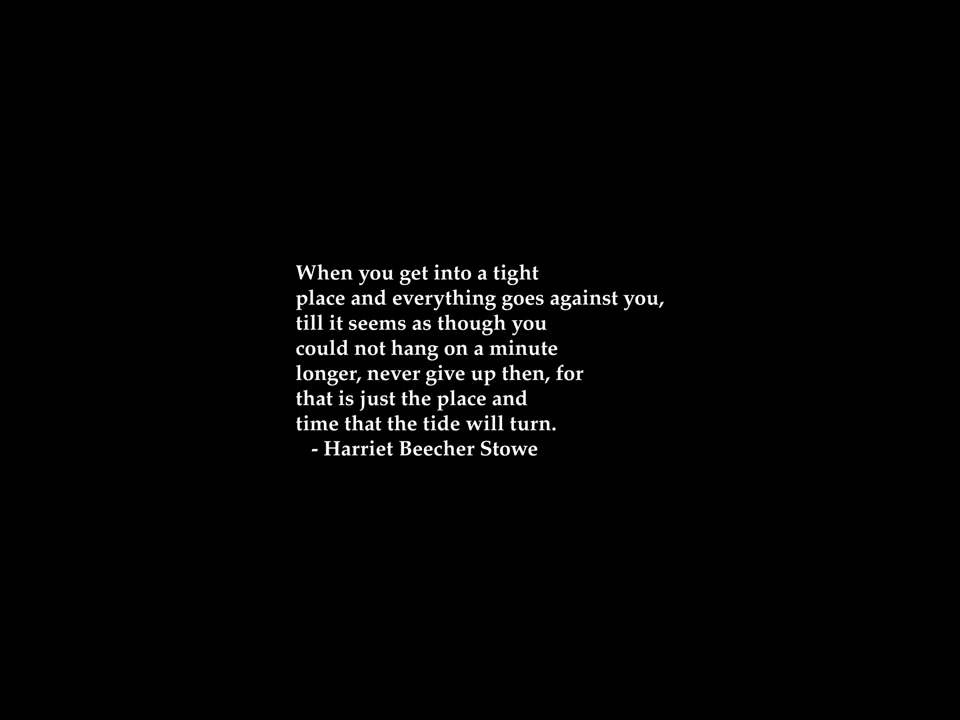 When you get into a tight
place and everything goes against you,
till it seems as though you
could not hang on a minute
longer, never give up then, for
that is just the place and
time that the tide will turn.
- Harriet Beecher Stowe